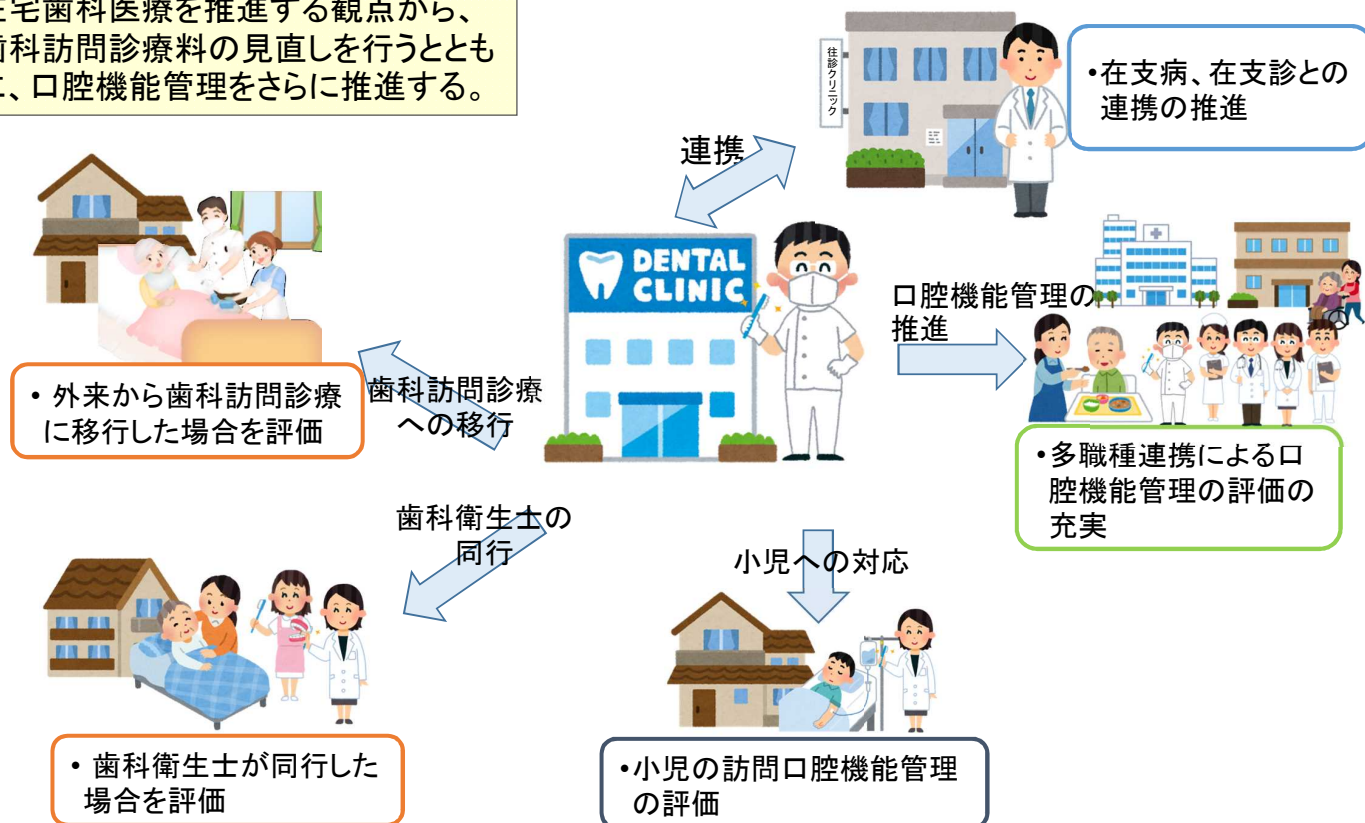 在宅歯科医療を推進する観点から、
歯科訪問診療料の見直しを行うととも
に、口腔機能管理をさらに推進する。
往診クリニック
•在支病、在支診との
連携の推進
連携
DENTAL
CLINIC
口腔機能管理の
推進
• 外来から歯科訪問診療
に移行した場合を評価
歯科訪問診療
への移行
•多職種連携による口
腔機能管理の評価の
充実
歯科衛生士の
同行
小児への対応
• 歯科衛生士が同行した
場合を評価
•小児の訪問口腔機能管理
の評価